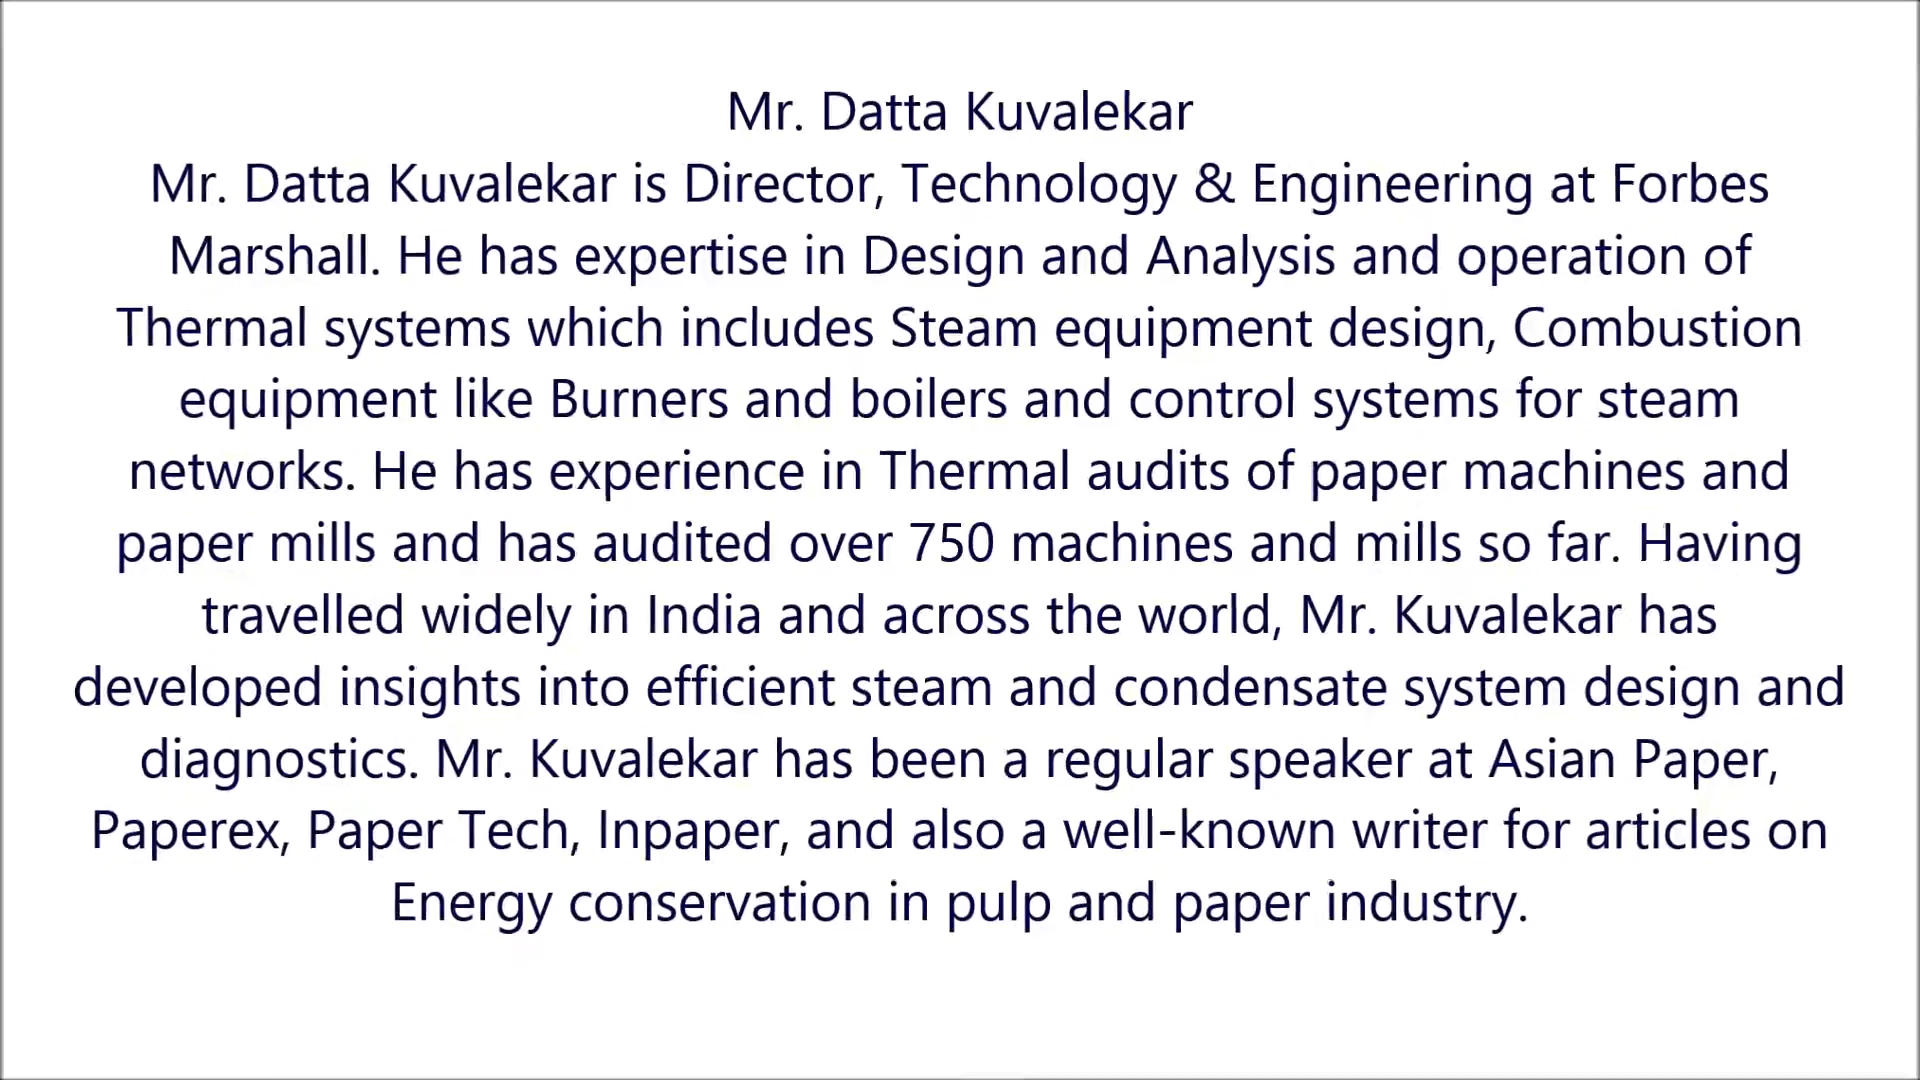 Mr. Datta Kuvalekar
Mr. Datta Kuvalekar is Director, Technology & Engineering at Forbes
Marshall. He has expertise in Design and Analysis and operation of
Thermal systems which includes Steam equipment design, Combustion
equipment like Burners and boilers and control systems for steam
networks. He has experience in Thermal audits of paper machines and
paper mills and has audited over 750 machines and mills so far. Having
travelled widely in India and across the world, Mr. Kuvalekar has
developed insights into efficient steam and condensate system design and
diagnostics. Mr. Kuvalekar has been a regular speaker at Asian Paper,
Paperex, Paper Tech, Inpaper, and also a well-known writer for articles on
Energy conservation in pulp and paper industry.